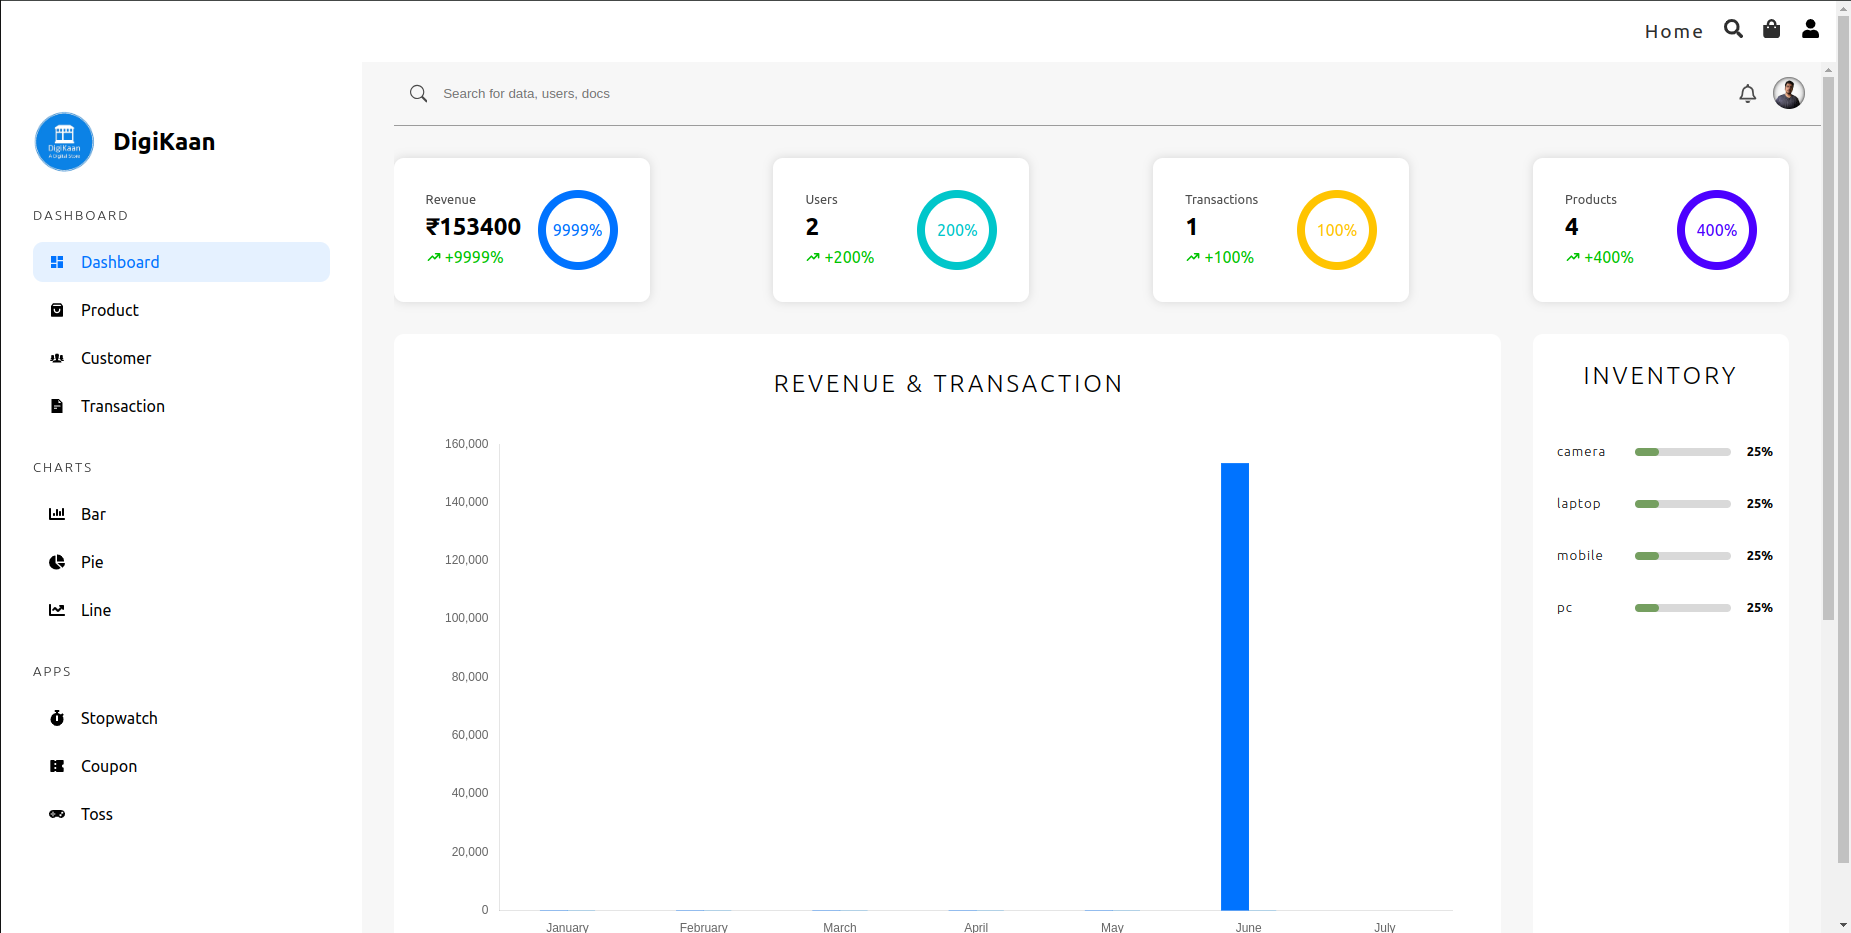 Home
Search for data, users, docs
DigiKaan
A Digital Store
DigiKaan
DASHBOARD
Dashboard
Product
Customer
Transaction
CHARTS
Bar
Pie
Line
APPS
Stopwatch
Coupon
Toss
Revenue
₹153400
+9999%
9999%
Users
2
+200%
200%
Transactions
1
+100%
100%
Products
4
+400%
400%
REVENUE & TRANSACTION
160,000
140,000
120,000
100,000
80,000
60,000
40,000
20,000
0
January February March April May June July
INVENTORY
camera 25%
laptop 25%
mobile 25%
pc 25%